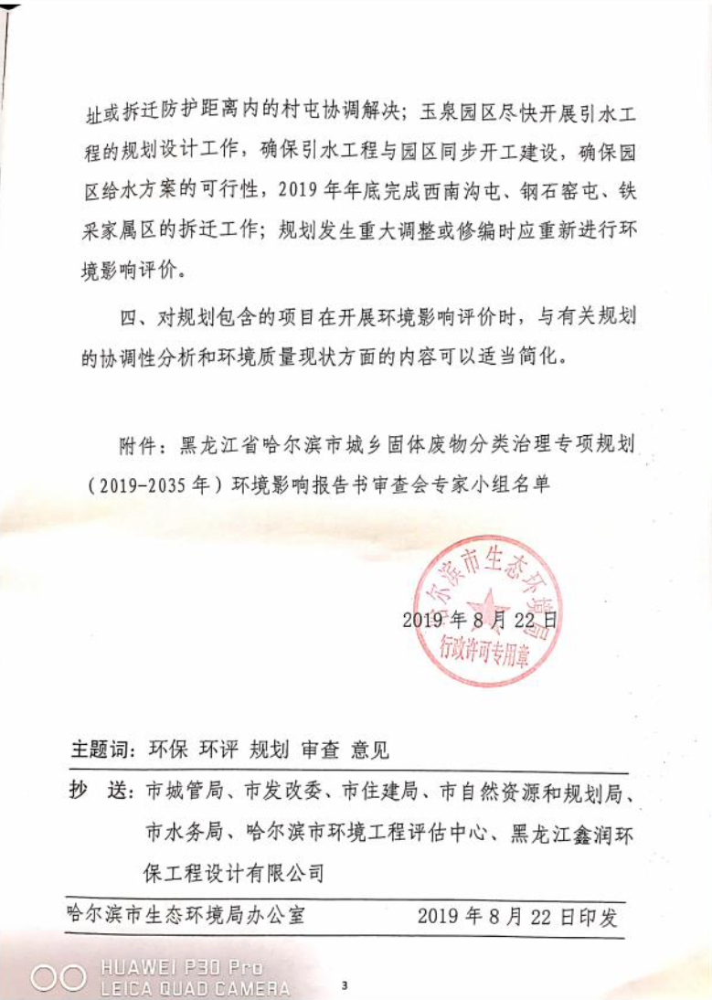 址或拆迁防护距离内的村屯协调解决；玉泉园区尽快开展引水工
程的规划设计工作，确保引水工程与园区同步开工建设，确保园
区给水方案的可行性，2019 年年底完成西南沟屯、钢石窑屯、铁
采家属区的拆迁工作；规划发生重大调整或修编时应重新进行环
境影响评价。
四、对规划包含的项目在开展环境影响评价时，与有关规划
的协调性分析和环境质量现状方面的内容可以适当简化。
附件：黑龙江省哈尔滨市城乡固体废物分类治理专项规划
（2019-2035 年）环境影响报告书审查会专家小组名单
哈尔滨市生态环境局
2019 年 8 月 22 日
行政许可专用章
主题词：环保 环评 规划 审查 意见
抄 送：市城管局、市发改委、市住建局、市自然资源和规划局、
市水务局、哈尔滨市环境工程评估中心、黑龙江鑫润环
保工程设计有限公司
哈尔滨市生态环境局办公室 2019 年 8 月 22 日印发
HUAWEI P30 Pro
LEICA QUAD CAMERA
3